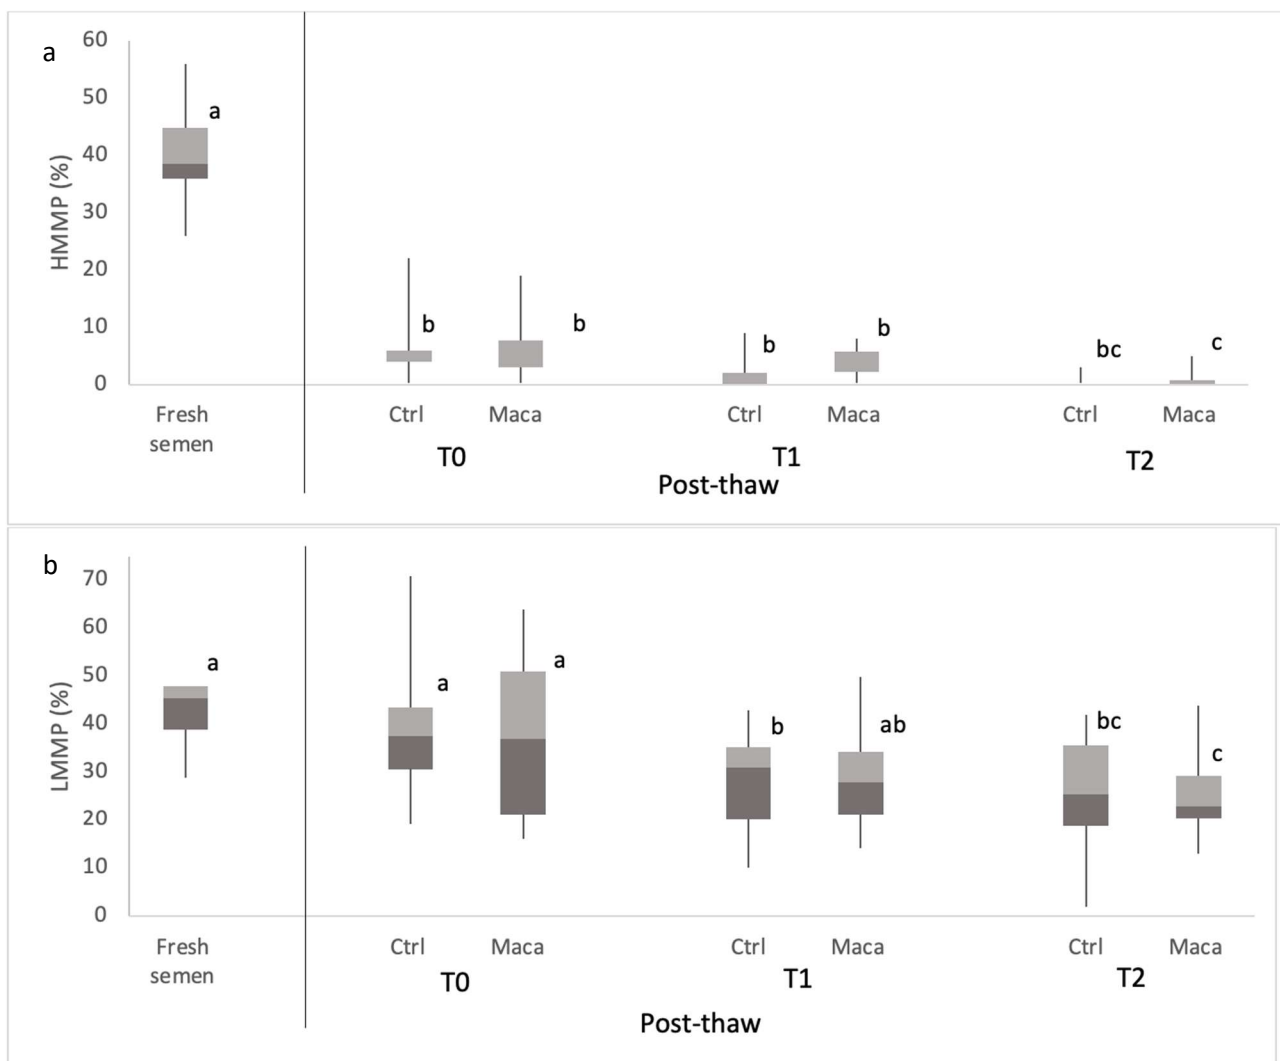 a
60
50
40
30
20
10
0
HMMP (%)
a
b
b
b
b
bc
c
Fresh
semen
Ctrl Maca Ctrl Maca Ctrl Maca
T0 T1 T2
Post-thaw
b
70
60
50
40
30
20
10
0
LMMP (%)
a
a
a
b
ab
bc
c
Fresh
semen
Ctrl Maca Ctrl Maca Ctrl Maca
T0 T1 T2
Post-thaw